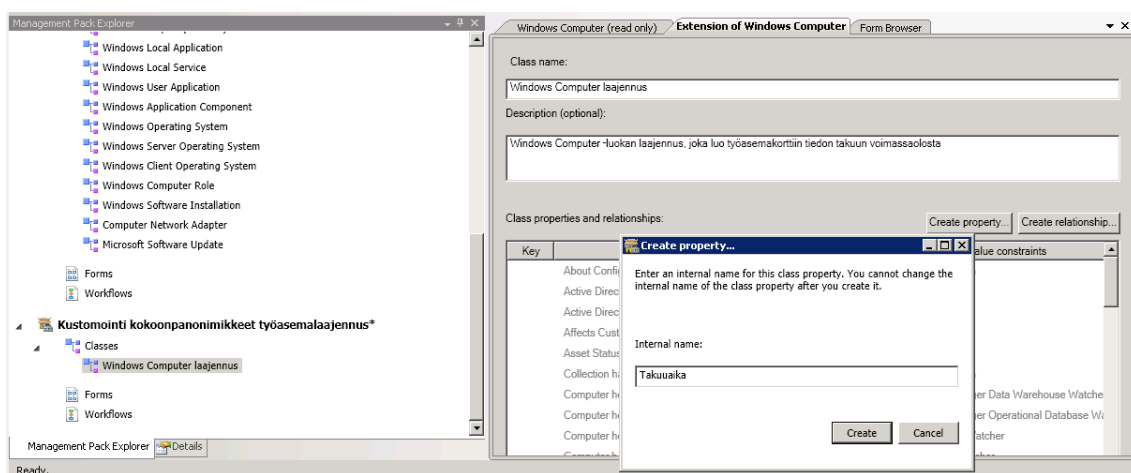 Management Pack Explorer
Windows Local Application
Windows Local Service
Windows User Application
Windows Application Component
Windows Operating System
Windows Server Operating System
Windows Client Operating System
Windows Computer Role
Windows Software Installation
Computer Network Adapter
Microsoft Software Update
Forms
Workflows
Kustomointi kokoonpanonimikkeet työasemalaajennus*
Classes
Windows Computer laajennus
Forms
Workflows
Management Pack Explorer Details
Ready.
Windows Computer (read only) Extension of Windows Computer Form Browser
Class name:
Windows Computer laajennus
Description (optional):
Windows Computer -luokan laajennus, joka luo työasemakorttiin tiedon takuun voimassaolosta
Class properties and relationships:
Create property... Create relationship...
Key alue constraints
About Confi
Active Direc
Active Direc
Affects Cust
Asset Status
Collection ha
Computer ho er Data Warehouse Watche
Computer ho er Operational Database Wa
Computer ho atcher
Create property...
Enter an internal name for this class property. You cannot change the
internal name of the class property after you create it.
Internal name:
Takuuaika
Create Cancel